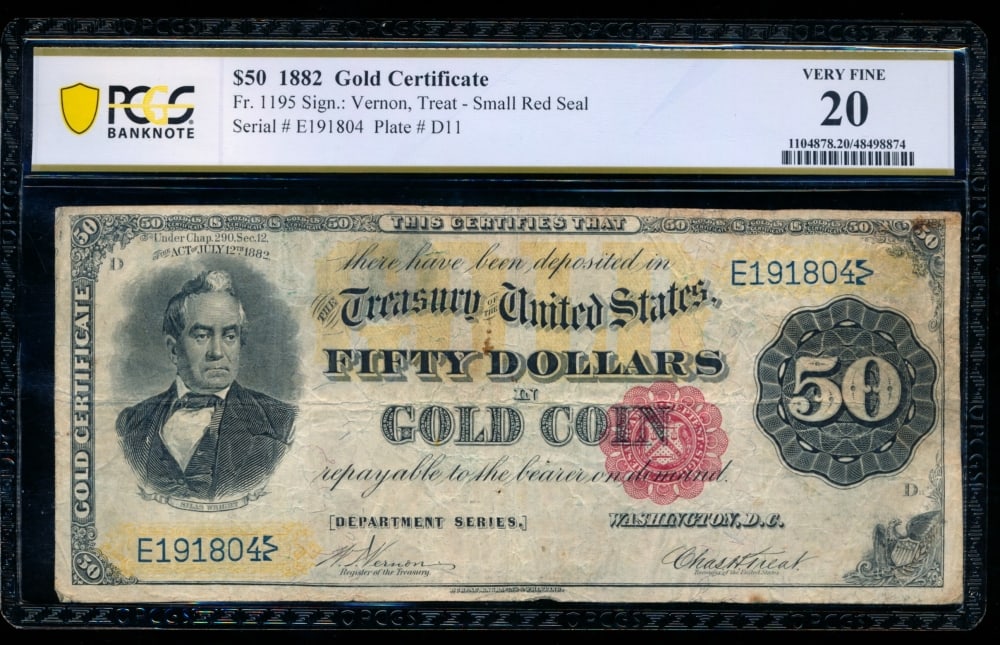 PCGS
BANKNOTE
$50 1882 Gold Certificate
Fr. 1195 Sign.: Vernon, Treat - Small Red Seal
Serial # E191804 Plate # D11
VERY FINE
20
1104878.20/48498874
50
THIS CERTIFIES THAT
50
Under Chap. 290. Sec. 12.
ACT OF JULY 12TH 1882
D
there have been deposited in
E191804
THE Treasury OF THE United States.
FIFTY DOLLARS
IN
GOLD COIN
50
repayable to the bearer on demand.
GOLD CERTIFICATE
SILAS WRIGHT
D
[DEPARTMENT SERIES.]
WASHINGTON, D.C.
E191804
W. T. Vernon
Register of the Treasury
Chas H Treat
Treasurer of the United States.
50